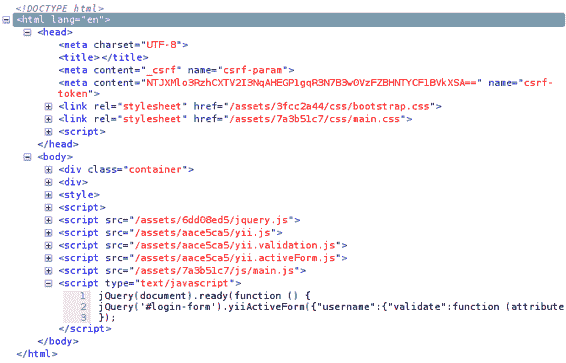 <!DOCTYPE html>
<html lang="en">
<head>
<meta charset="UTF-8">
<title></title>
<meta content="_csrf" name="csrf-param">
<meta content= name="csrf-
token">
<link rel="stylesheet" href="/assets/3fcc2a44/css/bootstrap.css">
<link rel="stylesheet" href="/assets/7a3b51c7/css/main.css">
<script>
</head>
<body>
<div class="container">
<div>
<style>
<script>
<script src="/assets/6dd08ed5/jquery.js">
<script src="/assets/aace5ca5/yii.js">
<script src="/assets/aace5ca5/yii.validation.js">
<script src="/assets/aace5ca5/yii.activeForm.js">
<script src="/assets/7a3b51c7/js/main.js">
<script type="text/javascript">
1 jQuery(document).ready(function () {
2 jQuery('#login-form').yiiActiveForm({"username":{"validate":function (attribute
3 });
</script>
</body>
</html>